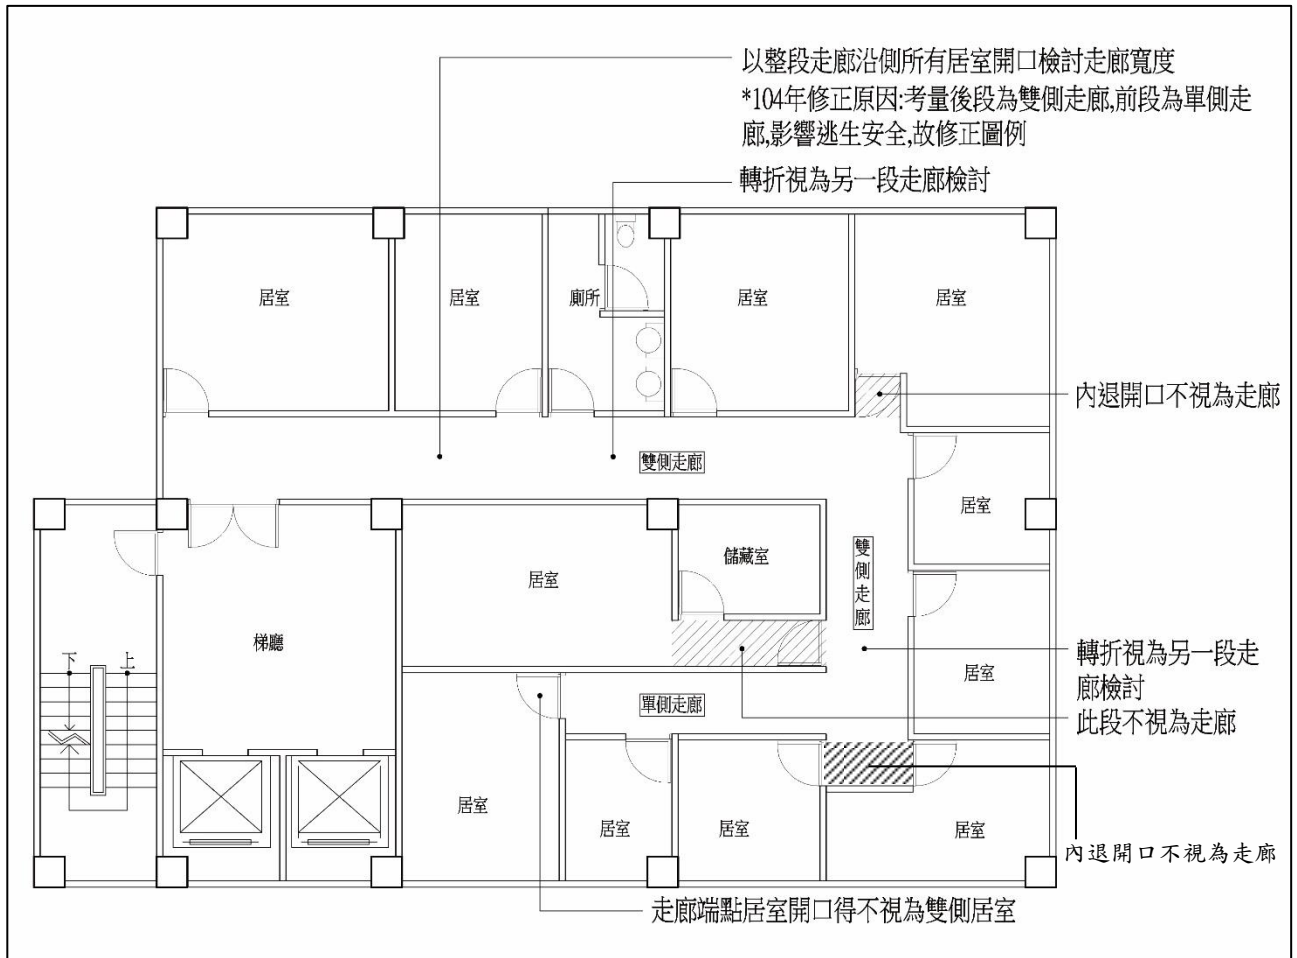 以整段走廊沿側所有居室開口檢討走廊寬度
*104年修正原因:考量後段為雙側走廊,前段為單側走
廊,影響逃生安全,故修正圖例
轉折視為另一段走廊檢討
居室
居室
廁所
居室
居室
內退開口不視為走廊
雙側走廊
居室
儲藏室
居室
雙側走廊
梯廳
下
上
轉折視為另一段走
廊檢討
居室
單側走廊
此段不視為走廊
居室
居室
居室
居室
內退開口不視為走廊
走廊端點居室開口得不視為雙側居室